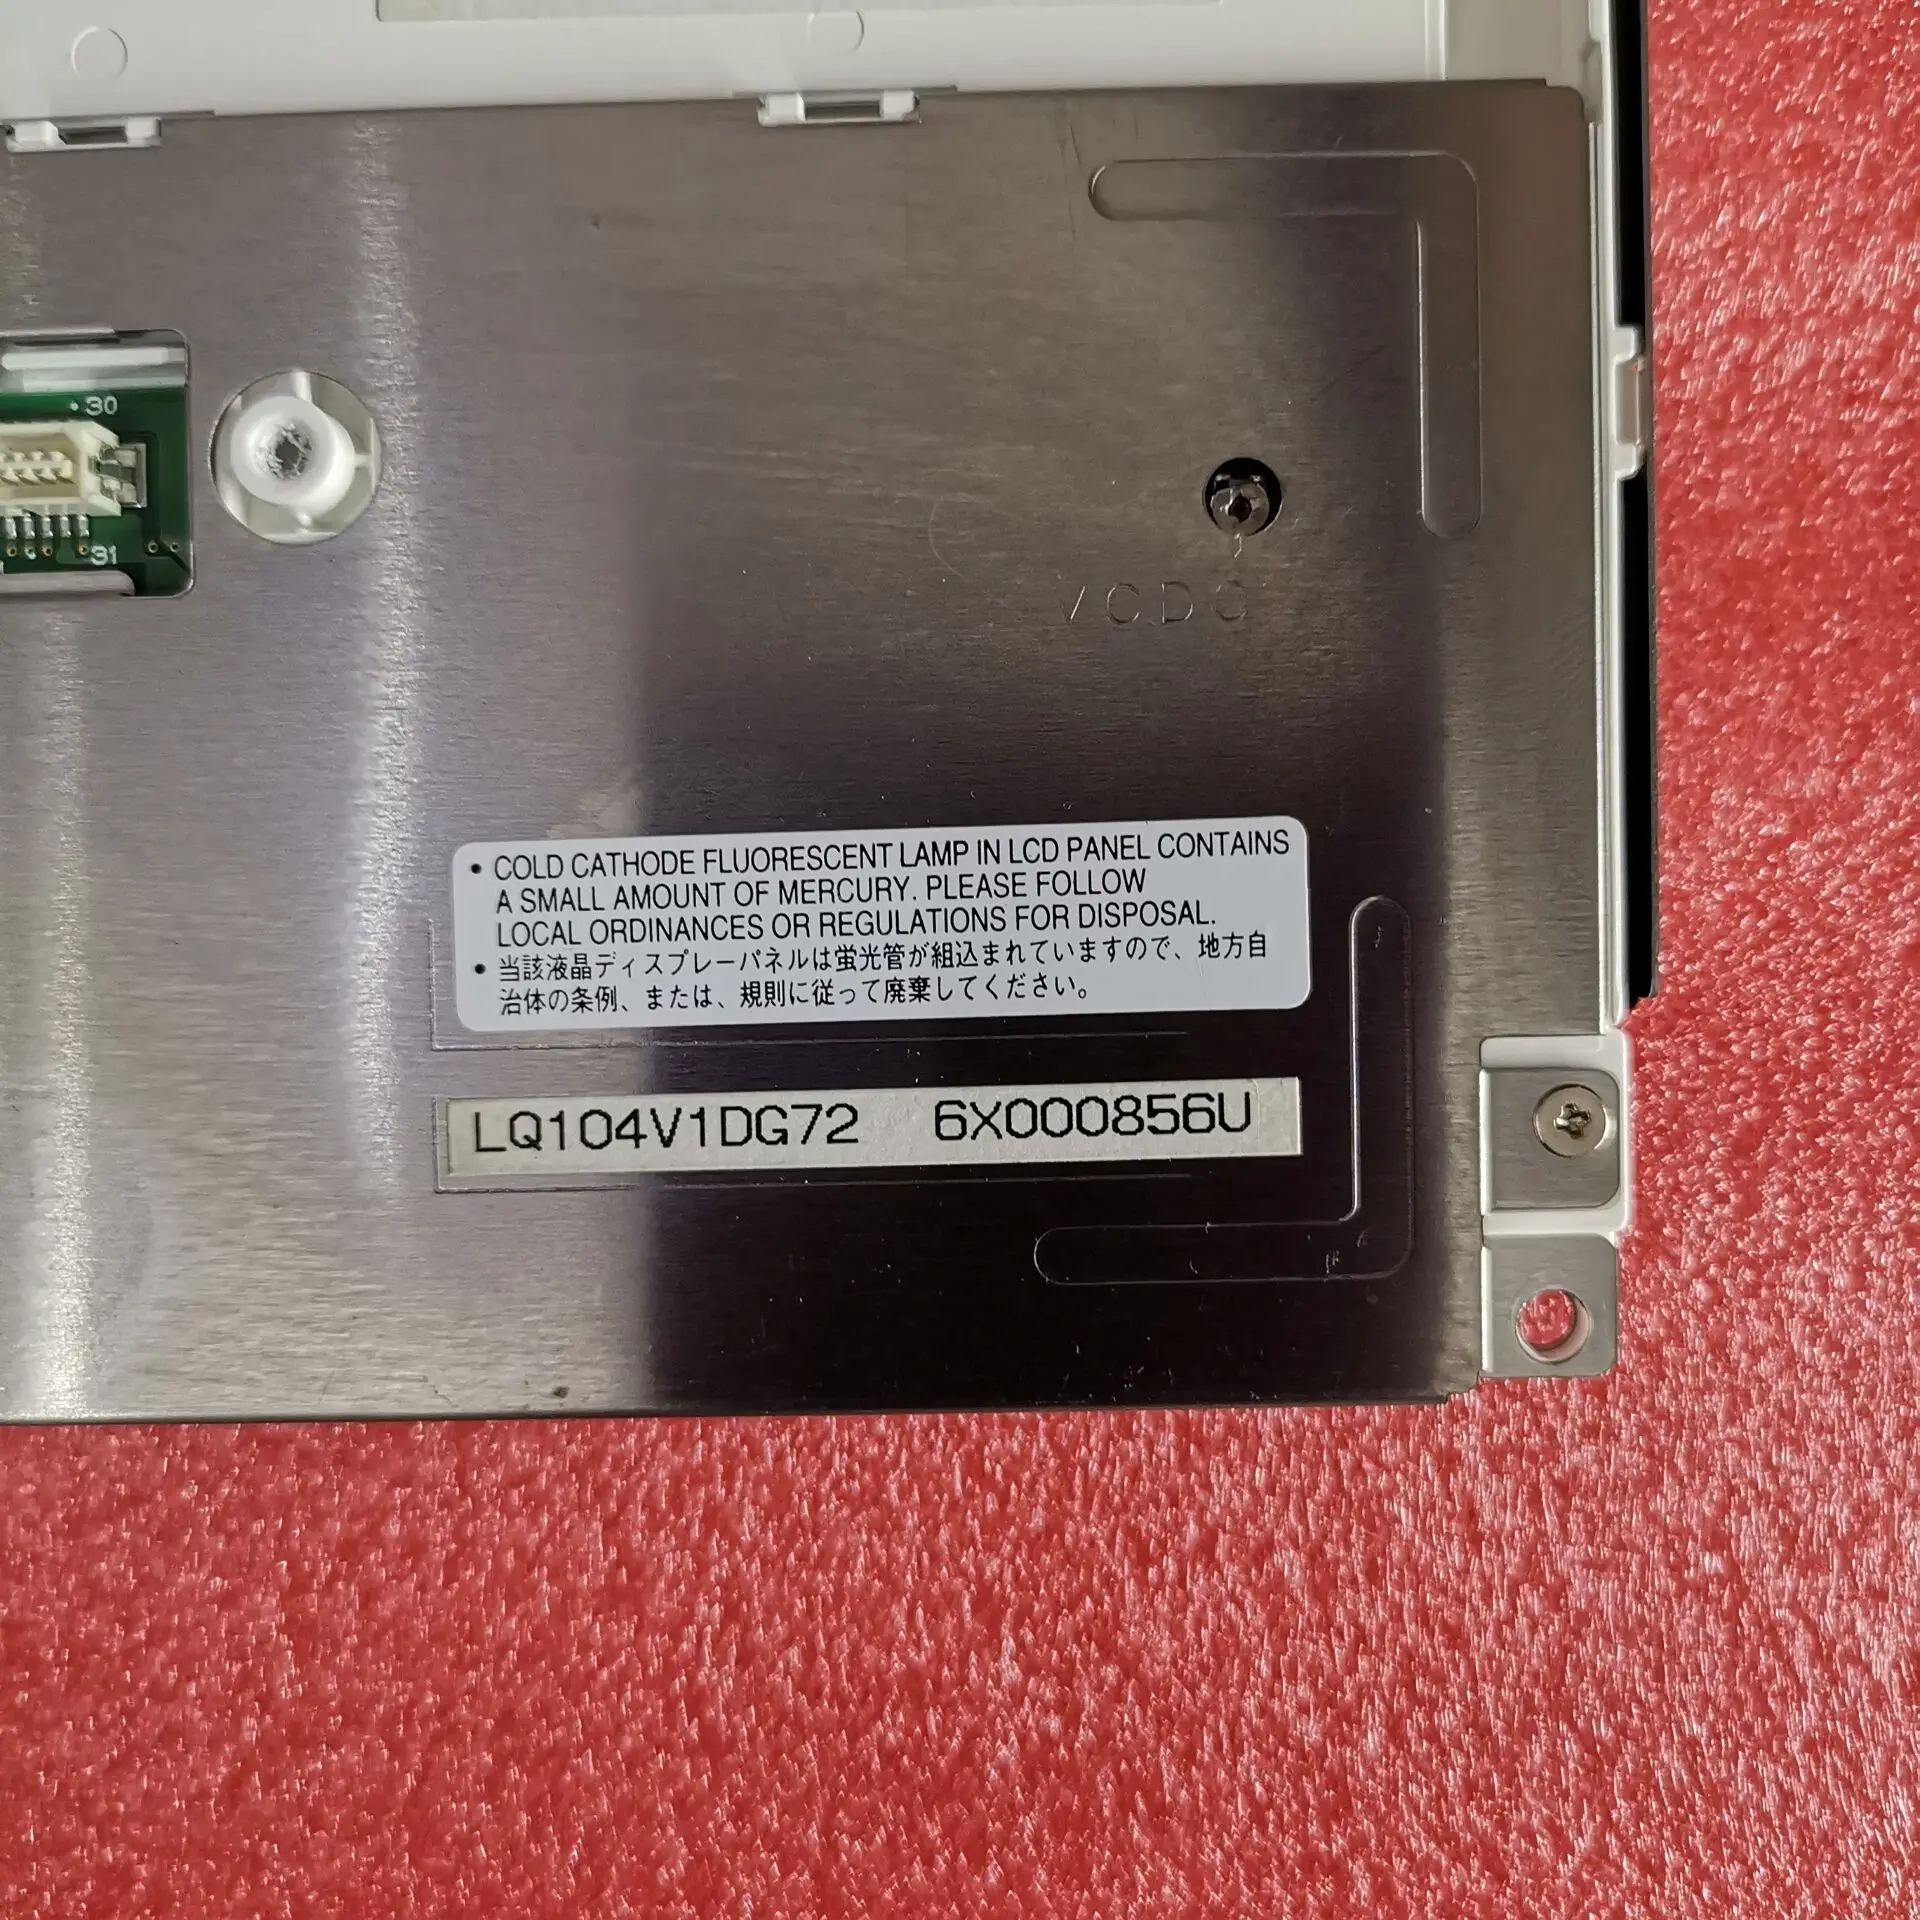 30
31
VCDC
• COLD CATHODE FLUORESCENT LAMP IN LCD PANEL CONTAINS
A SMALL AMOUNT OF MERCURY. PLEASE FOLLOW
LOCAL ORDINANCES OR REGULATIONS FOR DISPOSAL.
• 当該液晶ディスプレーパネルは蛍光管が組込まれていますので、地方自
治体の条例、または、規則に従って廃棄してください。
LQ104V1DG72 6X000856U